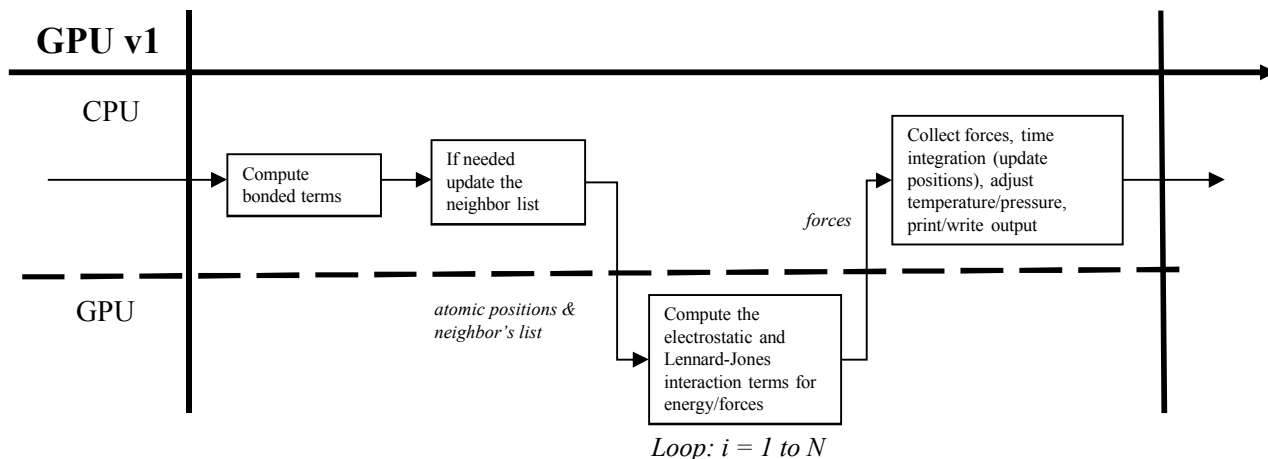 GPU v1
CPU
Compute
bonded terms
If needed
update the
neighbor list
Collect forces, time
integration (update
positions), adjust
temperature/pressure,
print/write output
forces
GPU
atomic positions &
neighbor's list
Compute the
electrostatic and
Lennard-Jones
interaction terms for
energy/forces
Loop: i = 1 to N